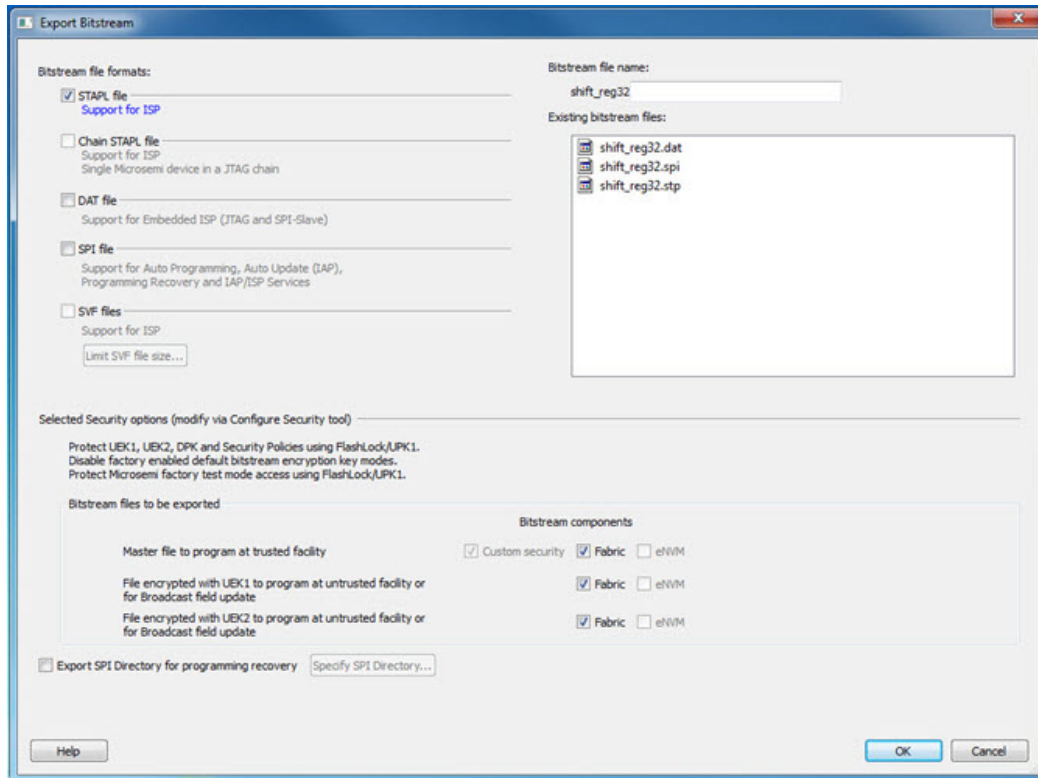 Export Bitstream
Bitstream file formats:
STAPL file
Support for ISP
Chain STAPL file
Support for ISP
Single Microsemi device in a JTAG chain
DAT file
Support for Embedded ISP (JTAG and SPI-Slave)
SPI file
Support for Auto Programming, Auto Update (IAP),
Programming Recovery and IAP/ISP Services
SVF files
Support for ISP
Limit SVF file size...
Bitstream file name:
shift_reg32
Existing bitstream files:
shift_reg32.dat
shift_reg32.spi
shift_reg32.stp
Selected Security options (modify via Configure Security tool)
Protect UEK1, UEK2, DPK and Security Policies using FlashLock/UPK1.
Disable factory enabled default bitstream encryption key modes.
Protect Microsemi factory test mode access using FlashLock/UPK1.
Bitstream files to be exported
Bitstream components
Master file to program at trusted facility Custom security Fabric eNVM
File encrypted with UEK1 to program at untrusted facility or
for Broadcast field update
Fabric eNVM
File encrypted with UEK2 to program at untrusted facility or
for Broadcast field update
Fabric eNVM
Export SPI Directory for programming recovery Specify SPI Directory...
Help OK Cancel